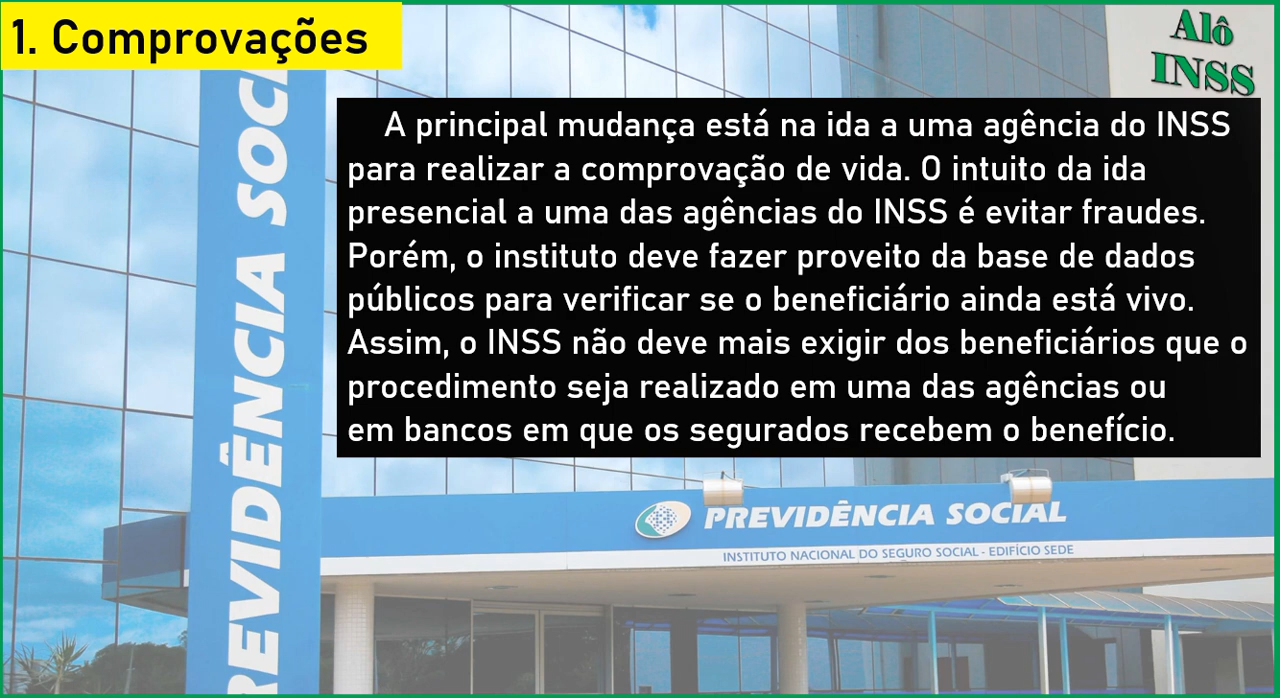 1. Comprovações
Alô
INSS
A principal mudança está na ida a uma agência do INSS
para realizar a comprovação de vida. O intuito da ida
presencial a uma das agências do INSS é evitar fraudes.
Porém, o instituto deve fazer proveito da base de dados
públicos para verificar se o beneficiário ainda está vivo.
Assim, o INSS não deve mais exigir dos beneficiários que o
procedimento seja realizado em uma das agências ou
em bancos em que os segurados recebem o benefício.
REVIDÊNCIA SOCI
PREVIDÊNCIA SOCIAL
INSTITUTO NACIONAL DO SEGURO SOCIAL - EDIFÍCIO SEDE